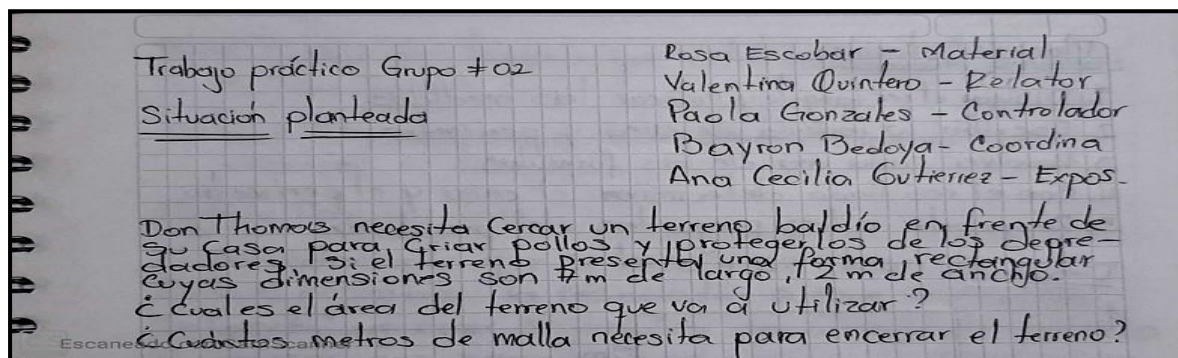 Trabajo práctico Grupo #02
Situación planteada
Rosa Escobar - Material
Valentina Quintero - Relator
Paola Gonzales - Controlador
Bayron Bedoya - Coordina
Ana Cecilia Gutierrez - Expos.
Don Thomas necesita cercar un terreno baldío en frente de
su casa para criar pollos y protegerlos de los depre-
dadores. Si el terreno presenta una forma rectangular
cuyas dimensiones son m de largo, 12 m de ancho.
¿Cual es el área del terreno que va a utilizar?
¿Cuántos metros de malla necesita para encerrar el terreno?